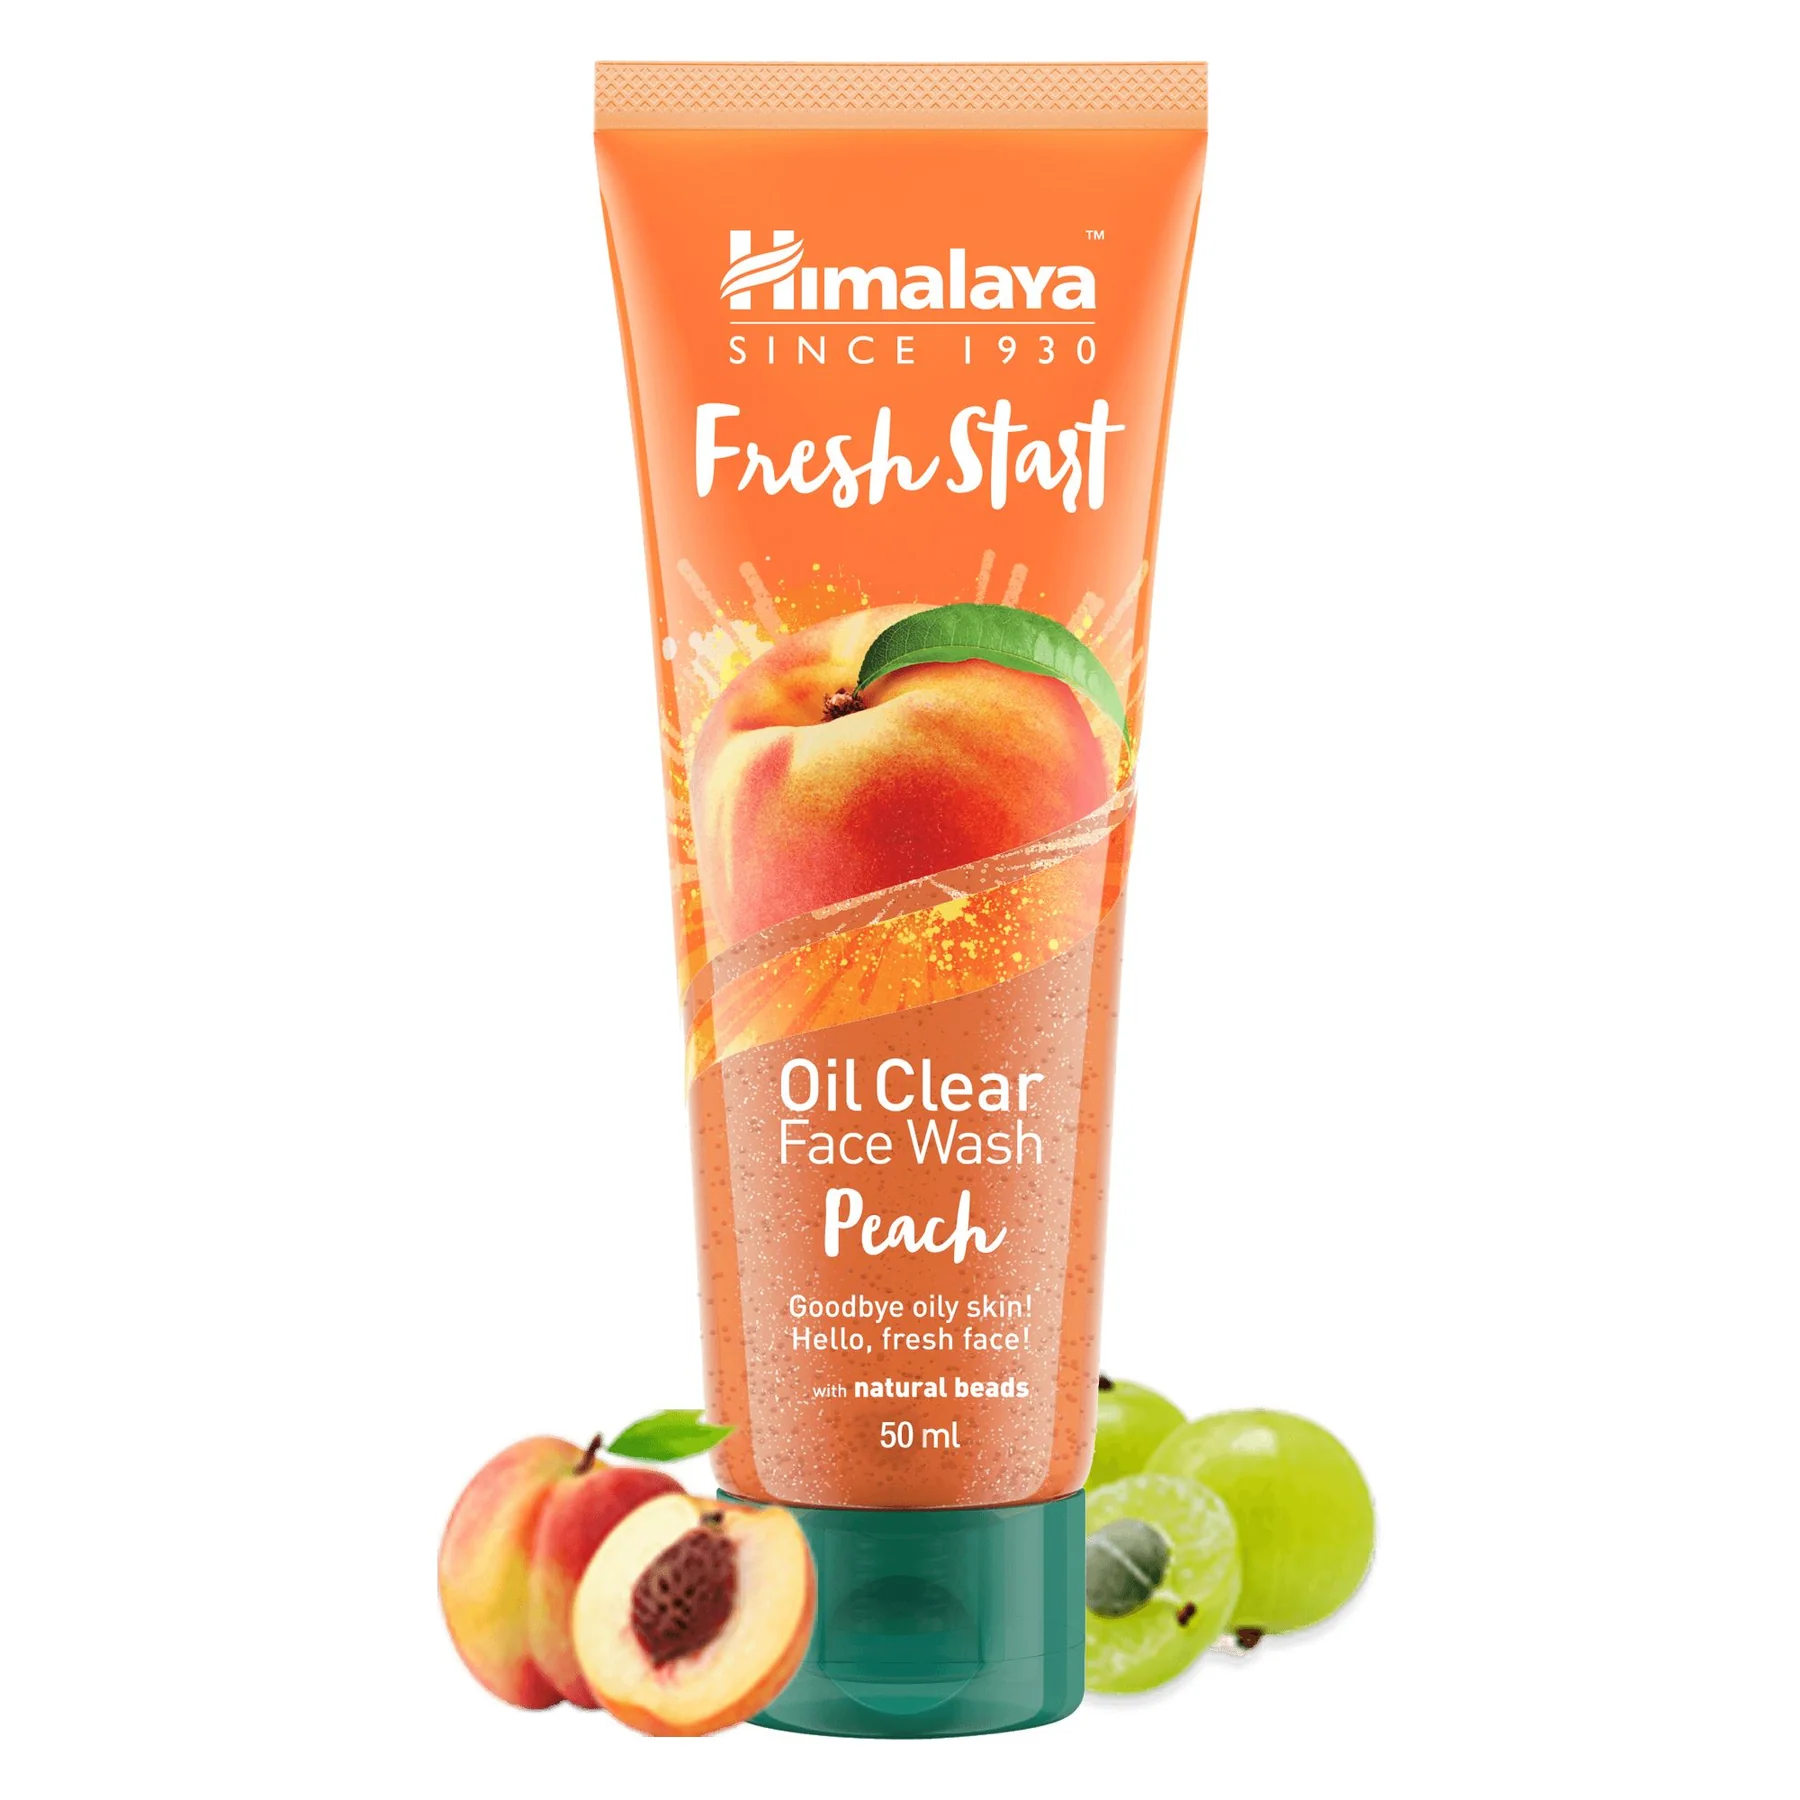 Himalaya™
SINCE 1930
Fresh Start
Oil Clear
Face Wash
Peach
Goodbye oily skin!
Hello, fresh face!
with natural beads
50 ml